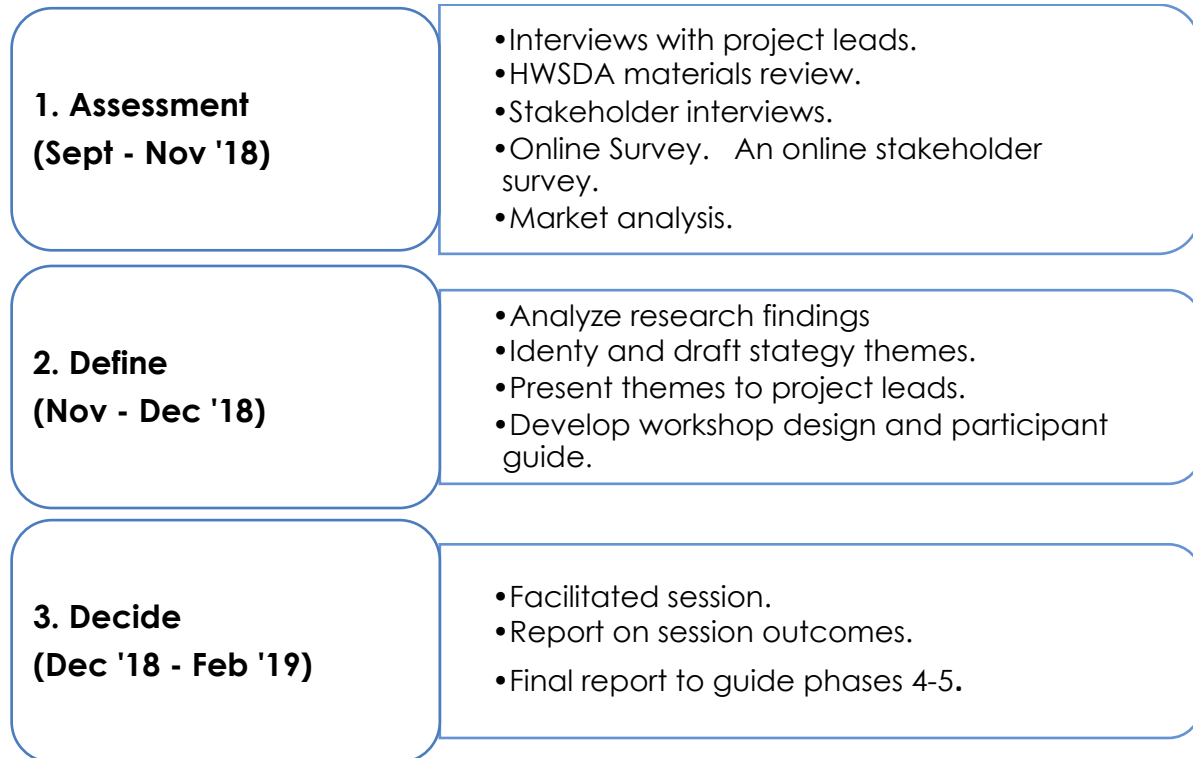 1. Assessment
(Sept - Nov '18)
•Interviews with project leads.
•HWSDA materials review.
•Stakeholder interviews.
•Online Survey.   An online stakeholder
survey.
•Market analysis.
2. Define
(Nov - Dec '18)
•Analyze research findings
•Identy and draft stategy themes.
•Present themes to project leads.
•Develop workshop design and participant
guide.
3. Decide
(Dec '18 - Feb '19)
•Facilitated session.
•Report on session outcomes.
•Final report to guide phases 4-5.